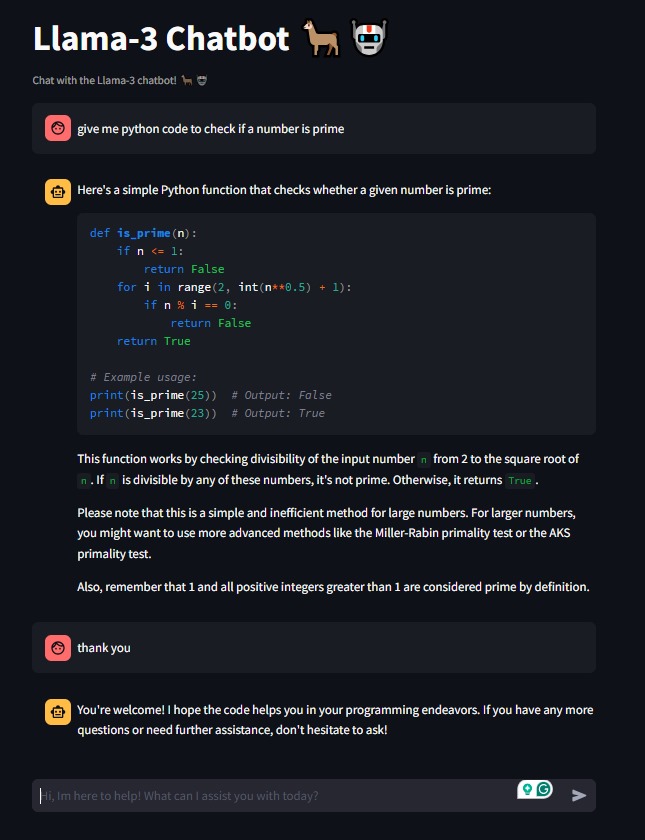 Llama-3 Chatbot
Chat with the Llama-3 chatbot!
give me python code to check if a number is prime
Here's a simple Python function that checks whether a given number is prime:
def is_prime(n):
    if n <= 1:
        return False
    for i in range(2, int(n**0.5) + 1):
        if n % i == 0:
            return False
    return True
# Example usage:
print(is_prime(25))  # Output: False
print(is_prime(23))  # Output: True
This function works by checking divisibility of the input number n from 2 to the square root of
n . If n is divisible by any of these numbers, it's not prime. Otherwise, it returns True .
Please note that this is a simple and inefficient method for large numbers. For larger numbers,
you might want to use more advanced methods like the Miller-Rabin primality test or the AKS
primality test.
Also, remember that 1 and all positive integers greater than 1 are considered prime by definition.
thank you
You're welcome! I hope the code helps you in your programming endeavors. If you have any more
questions or need further assistance, don't hesitate to ask!
Hi, Im here to help! What can I assist you with today?